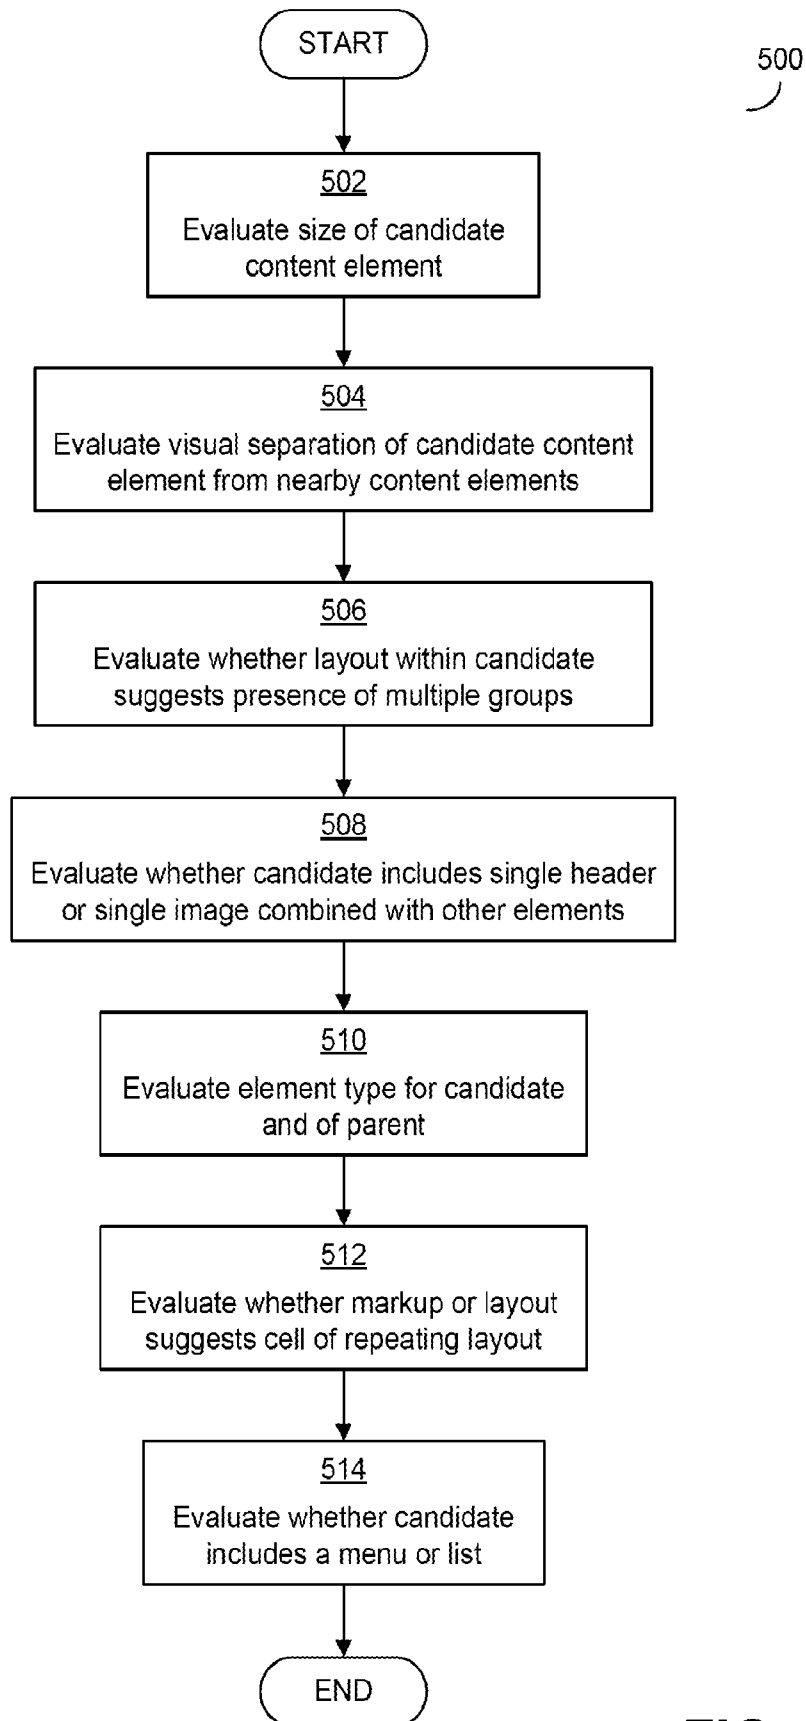 START
500
502
Evaluate size of candidate
content element
504
Evaluate visual separation of candidate content
element from nearby content elements
506
Evaluate whether layout within candidate
suggests presence of multiple groups
508
Evaluate whether candidate includes single header
or single image combined with other elements
510
Evaluate element type for candidate
and of parent
512
Evaluate whether markup or layout
suggests cell of repeating layout
514
Evaluate whether candidate
includes a menu or list
END